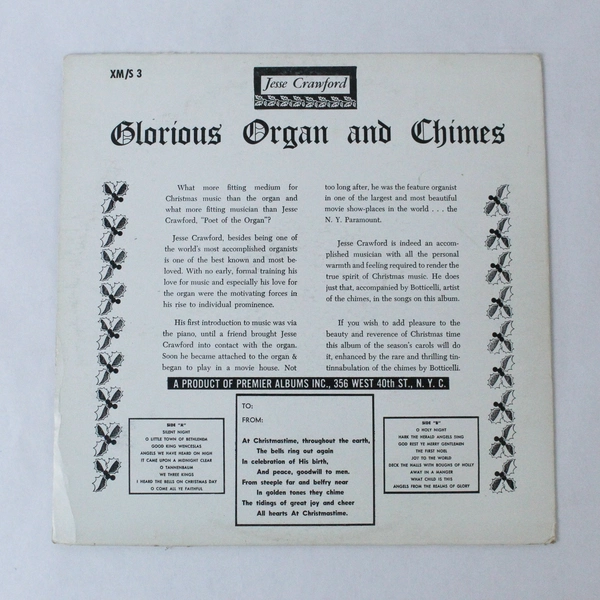 XM/S 3
Jesse Crawford
Glorious Organ and Chimes
What more fitting medium for
Christmas music than the organ and
what more fitting musician than Jesse
Crawford, "Poet of the Organ"?
Jesse Crawford, besides being one of
the world's most accomplished organists
is one of the best known and most be-
loved. With no early, formal training his
love for music and especially his love for
the organ were the motivating forces in
his rise to individual prominence.
His first introduction to music was via
the piano, until a friend brought Jesse
Crawford into contact with the organ.
Soon he became attached to the organ &
began to play in a movie house. Not
too long after, he was the feature organist
in one of the largest and most beautiful
movie show-places in the world . . . the
N. Y. Paramount.
Jesse Crawford is indeed an accom-
plished musician with all the personal
warmth and feeling required to render the
true spirit of Christmas music. He does
just that, accompanied by Botticelli, artist
of the chimes, in the songs on this album.
If you wish to add pleasure to the
beauty and reverence of Christmas time
this album of the season's carols will do
it, enhanced by the rare and thrilling tin-
tinnabulation of the chimes by Botticelli.
A PRODUCT OF PREMIER ALBUMS INC., 356 WEST 40th ST., N. Y. C.
SIDE "A"
SILENT NIGHT
O LITTLE TOWN OF BETHLEHEM
GOOD KING WENCESLAS
ANGELS WE HAVE HEARD ON HIGH
IT CAME UPON A MIDNIGHT CLEAR
O TANNENBAUM
WE THREE KINGS
I HEARD THE BELLS ON CHRISTMAS DAY
O COME ALL YE FAITHFUL
TO:
FROM:
At Christmastime, throughout the earth,
The bells ring out again
In celebration of His birth,
And peace, goodwill to men.
From steeple far and belfry near
In golden tones they chime
The tidings of great joy and cheer
All hearts At Christmastime.
SIDE "B"
O HOLY NIGHT
HARK THE HERALD ANGELS SING
GOD REST YE MERRY GENTLEMEN
THE FIRST NOEL
JOY TO THE WORLD
DECK THE HALLS WITH BOUGHS OF HOLLY
AWAY IN A MANGER
WHAT CHILD IS THIS
ANGELS FROM THE REALMS OF GLORY